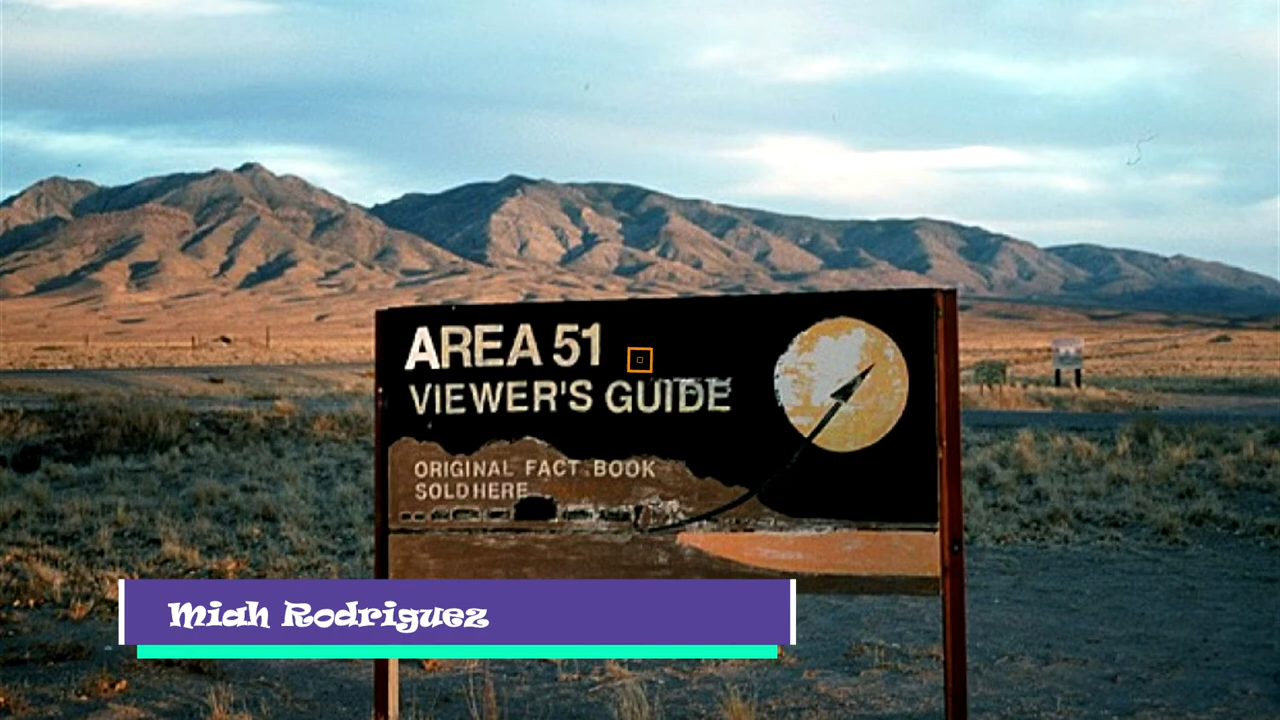 AREA 51
VIEWER'S GUIDE
ORIGINAL FACT BOOK
SOLD HERE
Miah Rodriguez